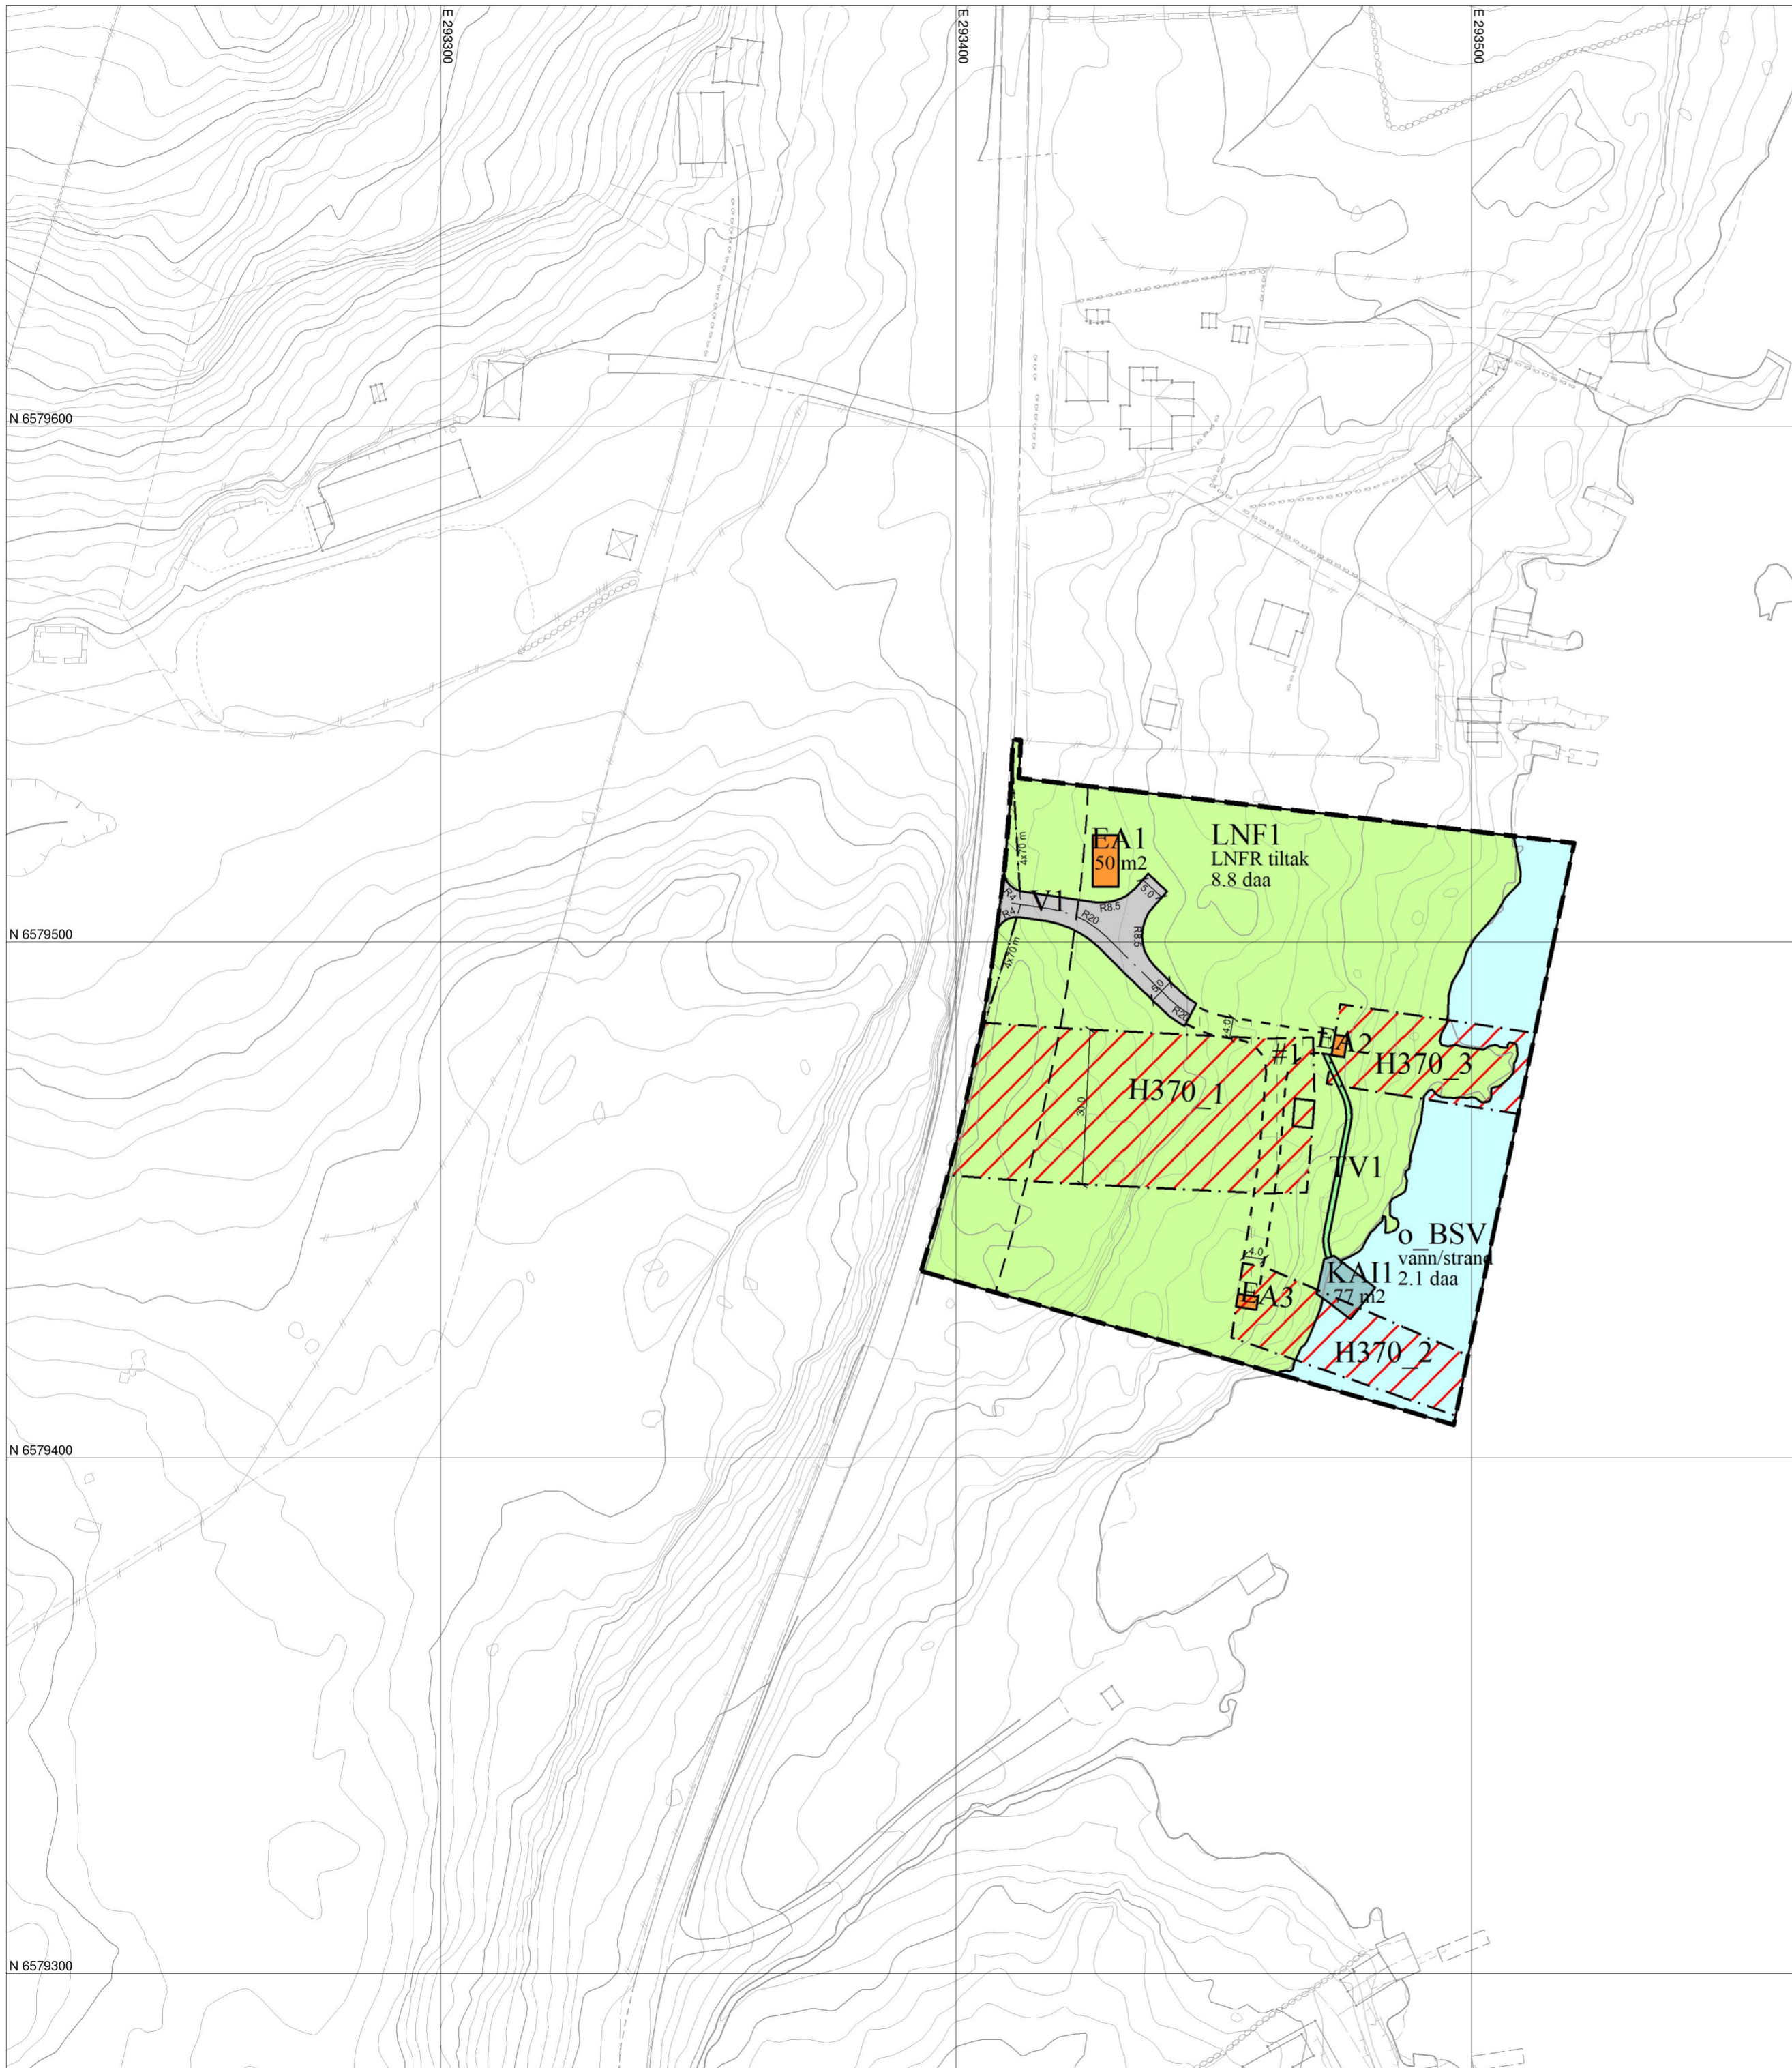 E 293300
E 293400
E 293500
N 6579600
EA1
50 m2
LNF1
LNFR tiltak
8.8 daa
4x70 m
R4
V1
R4
R8.5
5.0
R20
R8.5
N 6579500
4x70 m
5.0
R20
4.0
#1
EA2
H370_3
H370_1
30.0
TV1
o_BSV
vann/strand
2.1 daa
4.0
KAI1
77 m2
EA3
H370_2
N 6579400
N 6579300